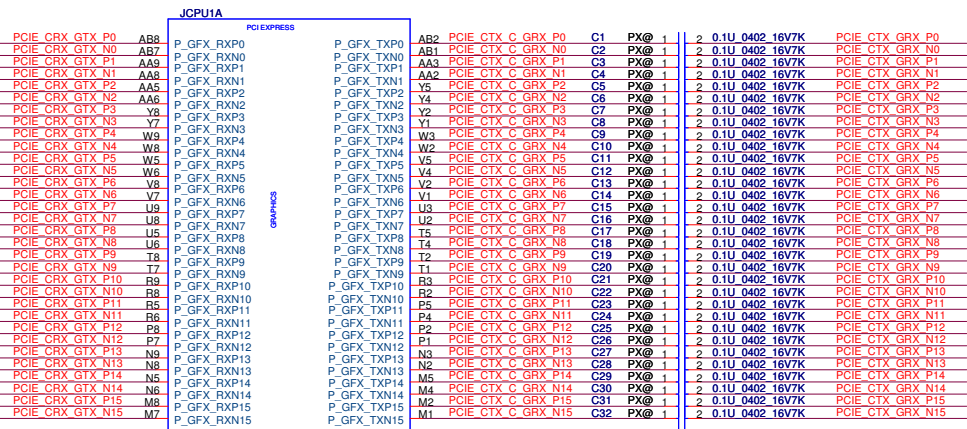 JCPU1A
PCI EXPRESS
PCIE_CRX_GTX_P0 AB8 P_GFX_RXP0 P_GFX_TXP0 AB2 PCIE_CTX_C_GRX_P0 C1 PX@ 1 2 0.1U_0402_16V7K PCIE_CTX_GRX_P0
PCIE_CRX_GTX_N0 AB7 P_GFX_RXN0 P_GFX_TXN0 AB1 PCIE_CTX_C_GRX_N0 C2 PX@ 1 2 0.1U_0402_16V7K PCIE_CTX_GRX_N0
PCIE_CRX_GTX_P1 AA9 P_GFX_RXP1 P_GFX_TXP1 AA3 PCIE_CTX_C_GRX_P1 C3 PX@ 1 2 0.1U_0402_16V7K PCIE_CTX_GRX_P1
PCIE_CRX_GTX_N1 AA8 P_GFX_RXN1 P_GFX_TXN1 AA2 PCIE_CTX_C_GRX_N1 C4 PX@ 1 2 0.1U_0402_16V7K PCIE_CTX_GRX_N1
PCIE_CRX_GTX_P2 AA5 P_GFX_RXP2 P_GFX_TXP2 Y5 PCIE_CTX_C_GRX_P2 C5 PX@ 1 2 0.1U_0402_16V7K PCIE_CTX_GRX_P2
PCIE_CRX_GTX_N2 AA6 P_GFX_RXN2 P_GFX_TXN2 Y4 PCIE_CTX_C_GRX_N2 C6 PX@ 1 2 0.1U_0402_16V7K PCIE_CTX_GRX_N2
PCIE_CRX_GTX_P3 Y8 P_GFX_RXP3 P_GFX_TXP3 Y2 PCIE_CTX_C_GRX_P3 C7 PX@ 1 2 0.1U_0402_16V7K PCIE_CTX_GRX_P3
PCIE_CRX_GTX_N3 Y7 P_GFX_RXN3 P_GFX_TXN3 Y1 PCIE_CTX_C_GRX_N3 C8 PX@ 1 2 0.1U_0402_16V7K PCIE_CTX_GRX_N3
PCIE_CRX_GTX_P4 W9 P_GFX_RXP4 P_GFX_TXP4 W3 PCIE_CTX_C_GRX_P4 C9 PX@ 1 2 0.1U_0402_16V7K PCIE_CTX_GRX_P4
PCIE_CRX_GTX_N4 W8 P_GFX_RXN4 P_GFX_TXN4 W2 PCIE_CTX_C_GRX_N4 C10 PX@ 1 2 0.1U_0402_16V7K PCIE_CTX_GRX_N4
PCIE_CRX_GTX_P5 W5 P_GFX_RXP5 P_GFX_TXP5 V5 PCIE_CTX_C_GRX_P5 C11 PX@ 1 2 0.1U_0402_16V7K PCIE_CTX_GRX_P5
PCIE_CRX_GTX_N5 W6 P_GFX_RXN5 P_GFX_TXN5 V4 PCIE_CTX_C_GRX_N5 C12 PX@ 1 2 0.1U_0402_16V7K PCIE_CTX_GRX_N5
PCIE_CRX_GTX_P6 V8 P_GFX_RXP6 P_GFX_TXP6 V2 PCIE_CTX_C_GRX_P6 C13 PX@ 1 2 0.1U_0402_16V7K PCIE_CTX_GRX_P6
PCIE_CRX_GTX_N6 V7 P_GFX_RXN6 P_GFX_TXN6 V1 PCIE_CTX_C_GRX_N6 C14 PX@ 1 2 0.1U_0402_16V7K PCIE_CTX_GRX_N6
PCIE_CRX_GTX_P7 U9 P_GFX_RXP7 P_GFX_TXP7 U3 PCIE_CTX_C_GRX_P7 C15 PX@ 1 2 0.1U_0402_16V7K PCIE_CTX_GRX_P7
GRAPHICS
PCIE_CRX_GTX_N7 U8 P_GFX_RXN7 P_GFX_TXN7 U2 PCIE_CTX_C_GRX_N7 C16 PX@ 1 2 0.1U_0402_16V7K PCIE_CTX_GRX_N7
PCIE_CRX_GTX_P8 U5 P_GFX_RXP8 P_GFX_TXP8 T5 PCIE_CTX_C_GRX_P8 C17 PX@ 1 2 0.1U_0402_16V7K PCIE_CTX_GRX_P8
PCIE_CRX_GTX_N8 U6 P_GFX_RXN8 P_GFX_TXN8 T4 PCIE_CTX_C_GRX_N8 C18 PX@ 1 2 0.1U_0402_16V7K PCIE_CTX_GRX_N8
PCIE_CRX_GTX_P9 T8 P_GFX_RXP9 P_GFX_TXP9 T2 PCIE_CTX_C_GRX_P9 C19 PX@ 1 2 0.1U_0402_16V7K PCIE_CTX_GRX_P9
PCIE_CRX_GTX_N9 T7 P_GFX_RXN9 P_GFX_TXN9 T1 PCIE_CTX_C_GRX_N9 C20 PX@ 1 2 0.1U_0402_16V7K PCIE_CTX_GRX_N9
PCIE_CRX_GTX_P10 R9 P_GFX_RXP10 P_GFX_TXP10 R3 PCIE_CTX_C_GRX_P10 C21 PX@ 1 2 0.1U_0402_16V7K PCIE_CTX_GRX_P10
PCIE_CRX_GTX_N10 R8 P_GFX_RXN10 P_GFX_TXN10 R2 PCIE_CTX_C_GRX_N10 C22 PX@ 1 2 0.1U_0402_16V7K PCIE_CTX_GRX_N10
PCIE_CRX_GTX_P11 R5 P_GFX_RXP11 P_GFX_TXP11 P5 PCIE_CTX_C_GRX_P11 C23 PX@ 1 2 0.1U_0402_16V7K PCIE_CTX_GRX_P11
PCIE_CRX_GTX_N11 R6 P_GFX_RXN11 P_GFX_TXN11 P4 PCIE_CTX_C_GRX_N11 C24 PX@ 1 2 0.1U_0402_16V7K PCIE_CTX_GRX_N11
PCIE_CRX_GTX_P12 P8 P_GFX_RXP12 P_GFX_TXP12 P2 PCIE_CTX_C_GRX_P12 C25 PX@ 1 2 0.1U_0402_16V7K PCIE_CTX_GRX_P12
PCIE_CRX_GTX_N12 P7 P_GFX_RXN12 P_GFX_TXN12 P1 PCIE_CTX_C_GRX_N12 C26 PX@ 1 2 0.1U_0402_16V7K PCIE_CTX_GRX_N12
PCIE_CRX_GTX_P13 N9 P_GFX_RXP13 P_GFX_TXP13 N3 PCIE_CTX_C_GRX_P13 C27 PX@ 1 2 0.1U_0402_16V7K PCIE_CTX_GRX_P13
PCIE_CRX_GTX_N13 N8 P_GFX_RXN13 P_GFX_TXN13 N2 PCIE_CTX_C_GRX_N13 C28 PX@ 1 2 0.1U_0402_16V7K PCIE_CTX_GRX_N13
PCIE_CRX_GTX_P14 N5 P_GFX_RXP14 P_GFX_TXP14 M5 PCIE_CTX_C_GRX_P14 C29 PX@ 1 2 0.1U_0402_16V7K PCIE_CTX_GRX_P14
PCIE_CRX_GTX_N14 N6 P_GFX_RXN14 P_GFX_TXN14 M4 PCIE_CTX_C_GRX_N14 C30 PX@ 1 2 0.1U_0402_16V7K PCIE_CTX_GRX_N14
PCIE_CRX_GTX_P15 M8 P_GFX_RXP15 P_GFX_TXP15 M2 PCIE_CTX_C_GRX_P15 C31 PX@ 1 2 0.1U_0402_16V7K PCIE_CTX_GRX_P15
PCIE_CRX_GTX_N15 M7 P_GFX_RXN15 P_GFX_TXN15 M1 PCIE_CTX_C_GRX_N15 C32 PX@ 1 2 0.1U_0402_16V7K PCIE_CTX_GRX_N15